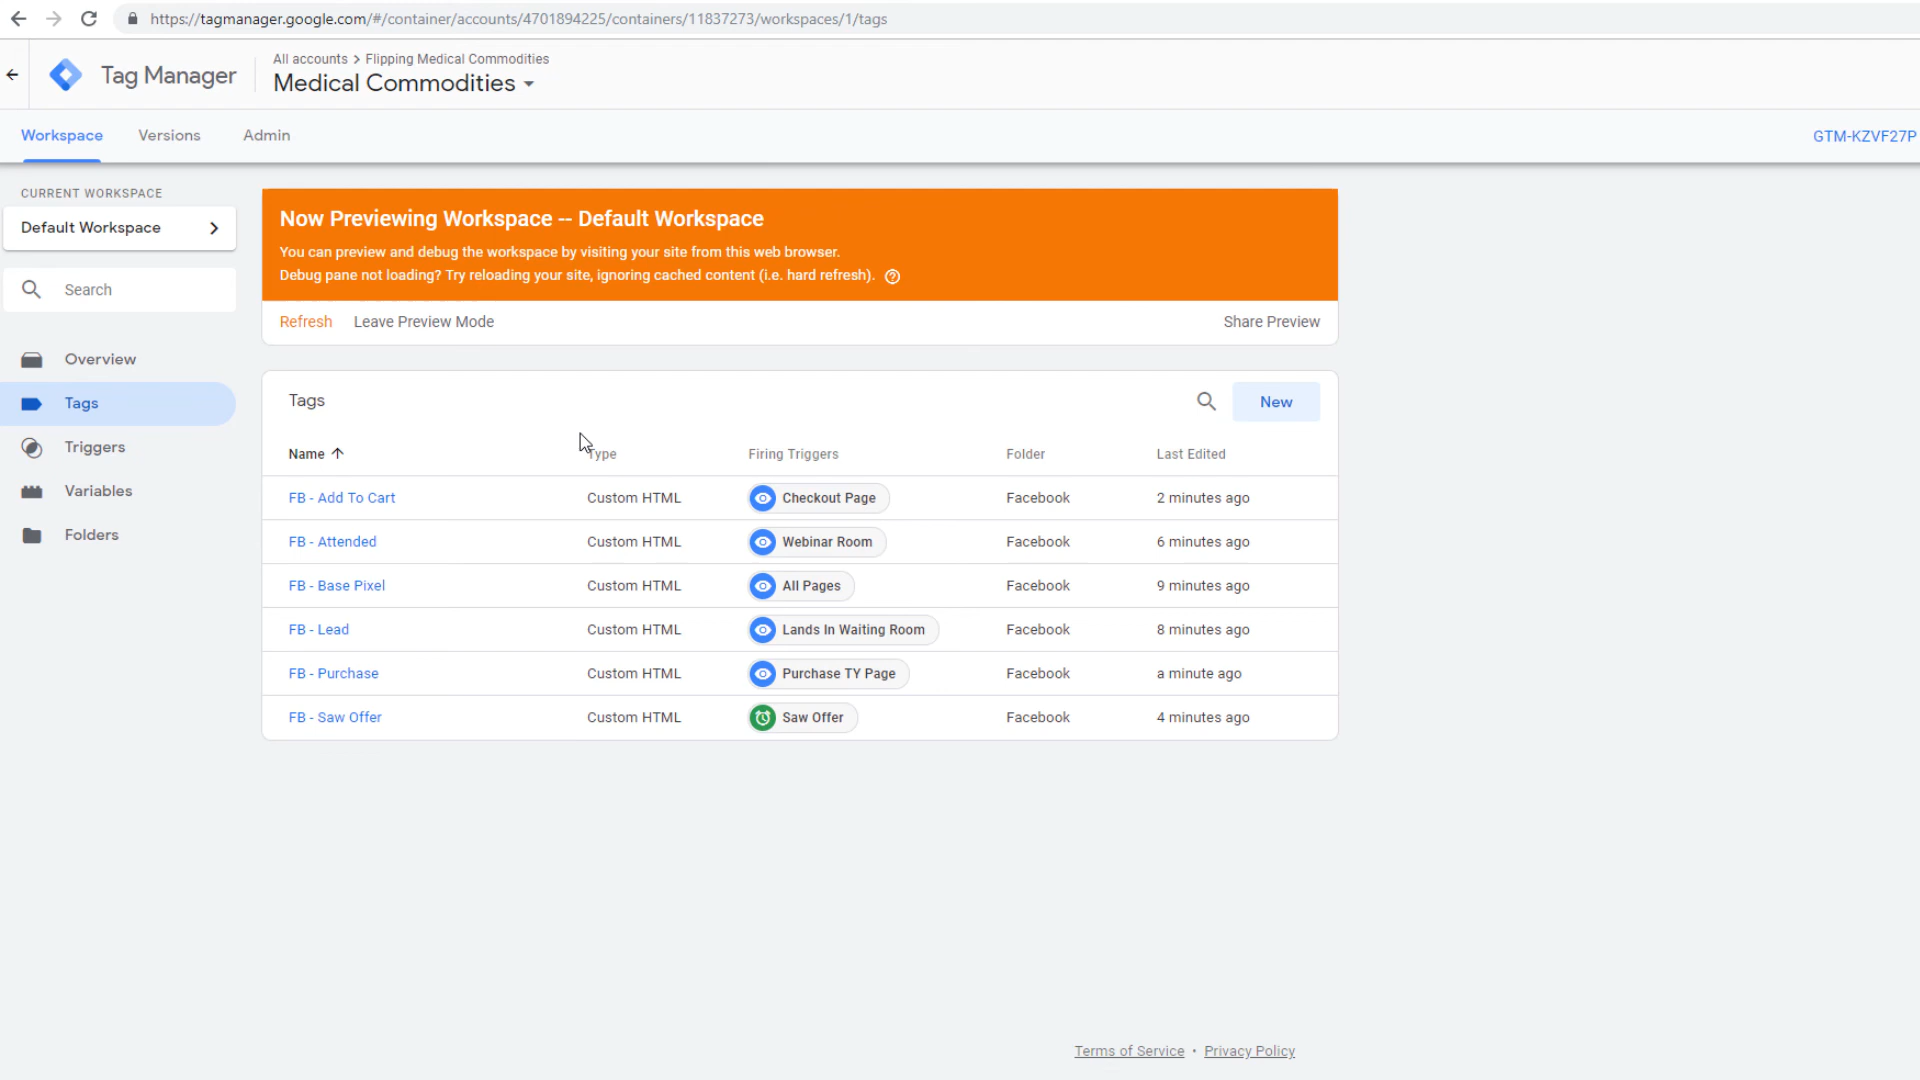 https://tagmanager.google.com/#/container/accounts/4701894225/containers/11837273/workspaces/1/tags
Tag Manager
All accounts > Flipping Medical Commodities
Medical Commodities
Workspace Versions Admin
GTM-KZVF27P
CURRENT WORKSPACE
Default Workspace
Search
Overview
Tags
Triggers
Variables
Folders
Now Previewing Workspace -- Default Workspace
You can preview and debug the workspace by visiting your site from this web browser.
Debug pane not loading? Try reloading your site, ignoring cached content (i.e. hard refresh).
Refresh Leave Preview Mode Share Preview
Tags New
Name Type Firing Triggers Folder Last Edited
FB - Add To Cart Custom HTML Checkout Page Facebook 2 minutes ago
FB - Attended Custom HTML Webinar Room Facebook 6 minutes ago
FB - Base Pixel Custom HTML All Pages Facebook 9 minutes ago
FB - Lead Custom HTML Lands In Waiting Room Facebook 8 minutes ago
FB - Purchase Custom HTML Purchase TY Page Facebook a minute ago
FB - Saw Offer Custom HTML Saw Offer Facebook 4 minutes ago
Terms of Service · Privacy Policy